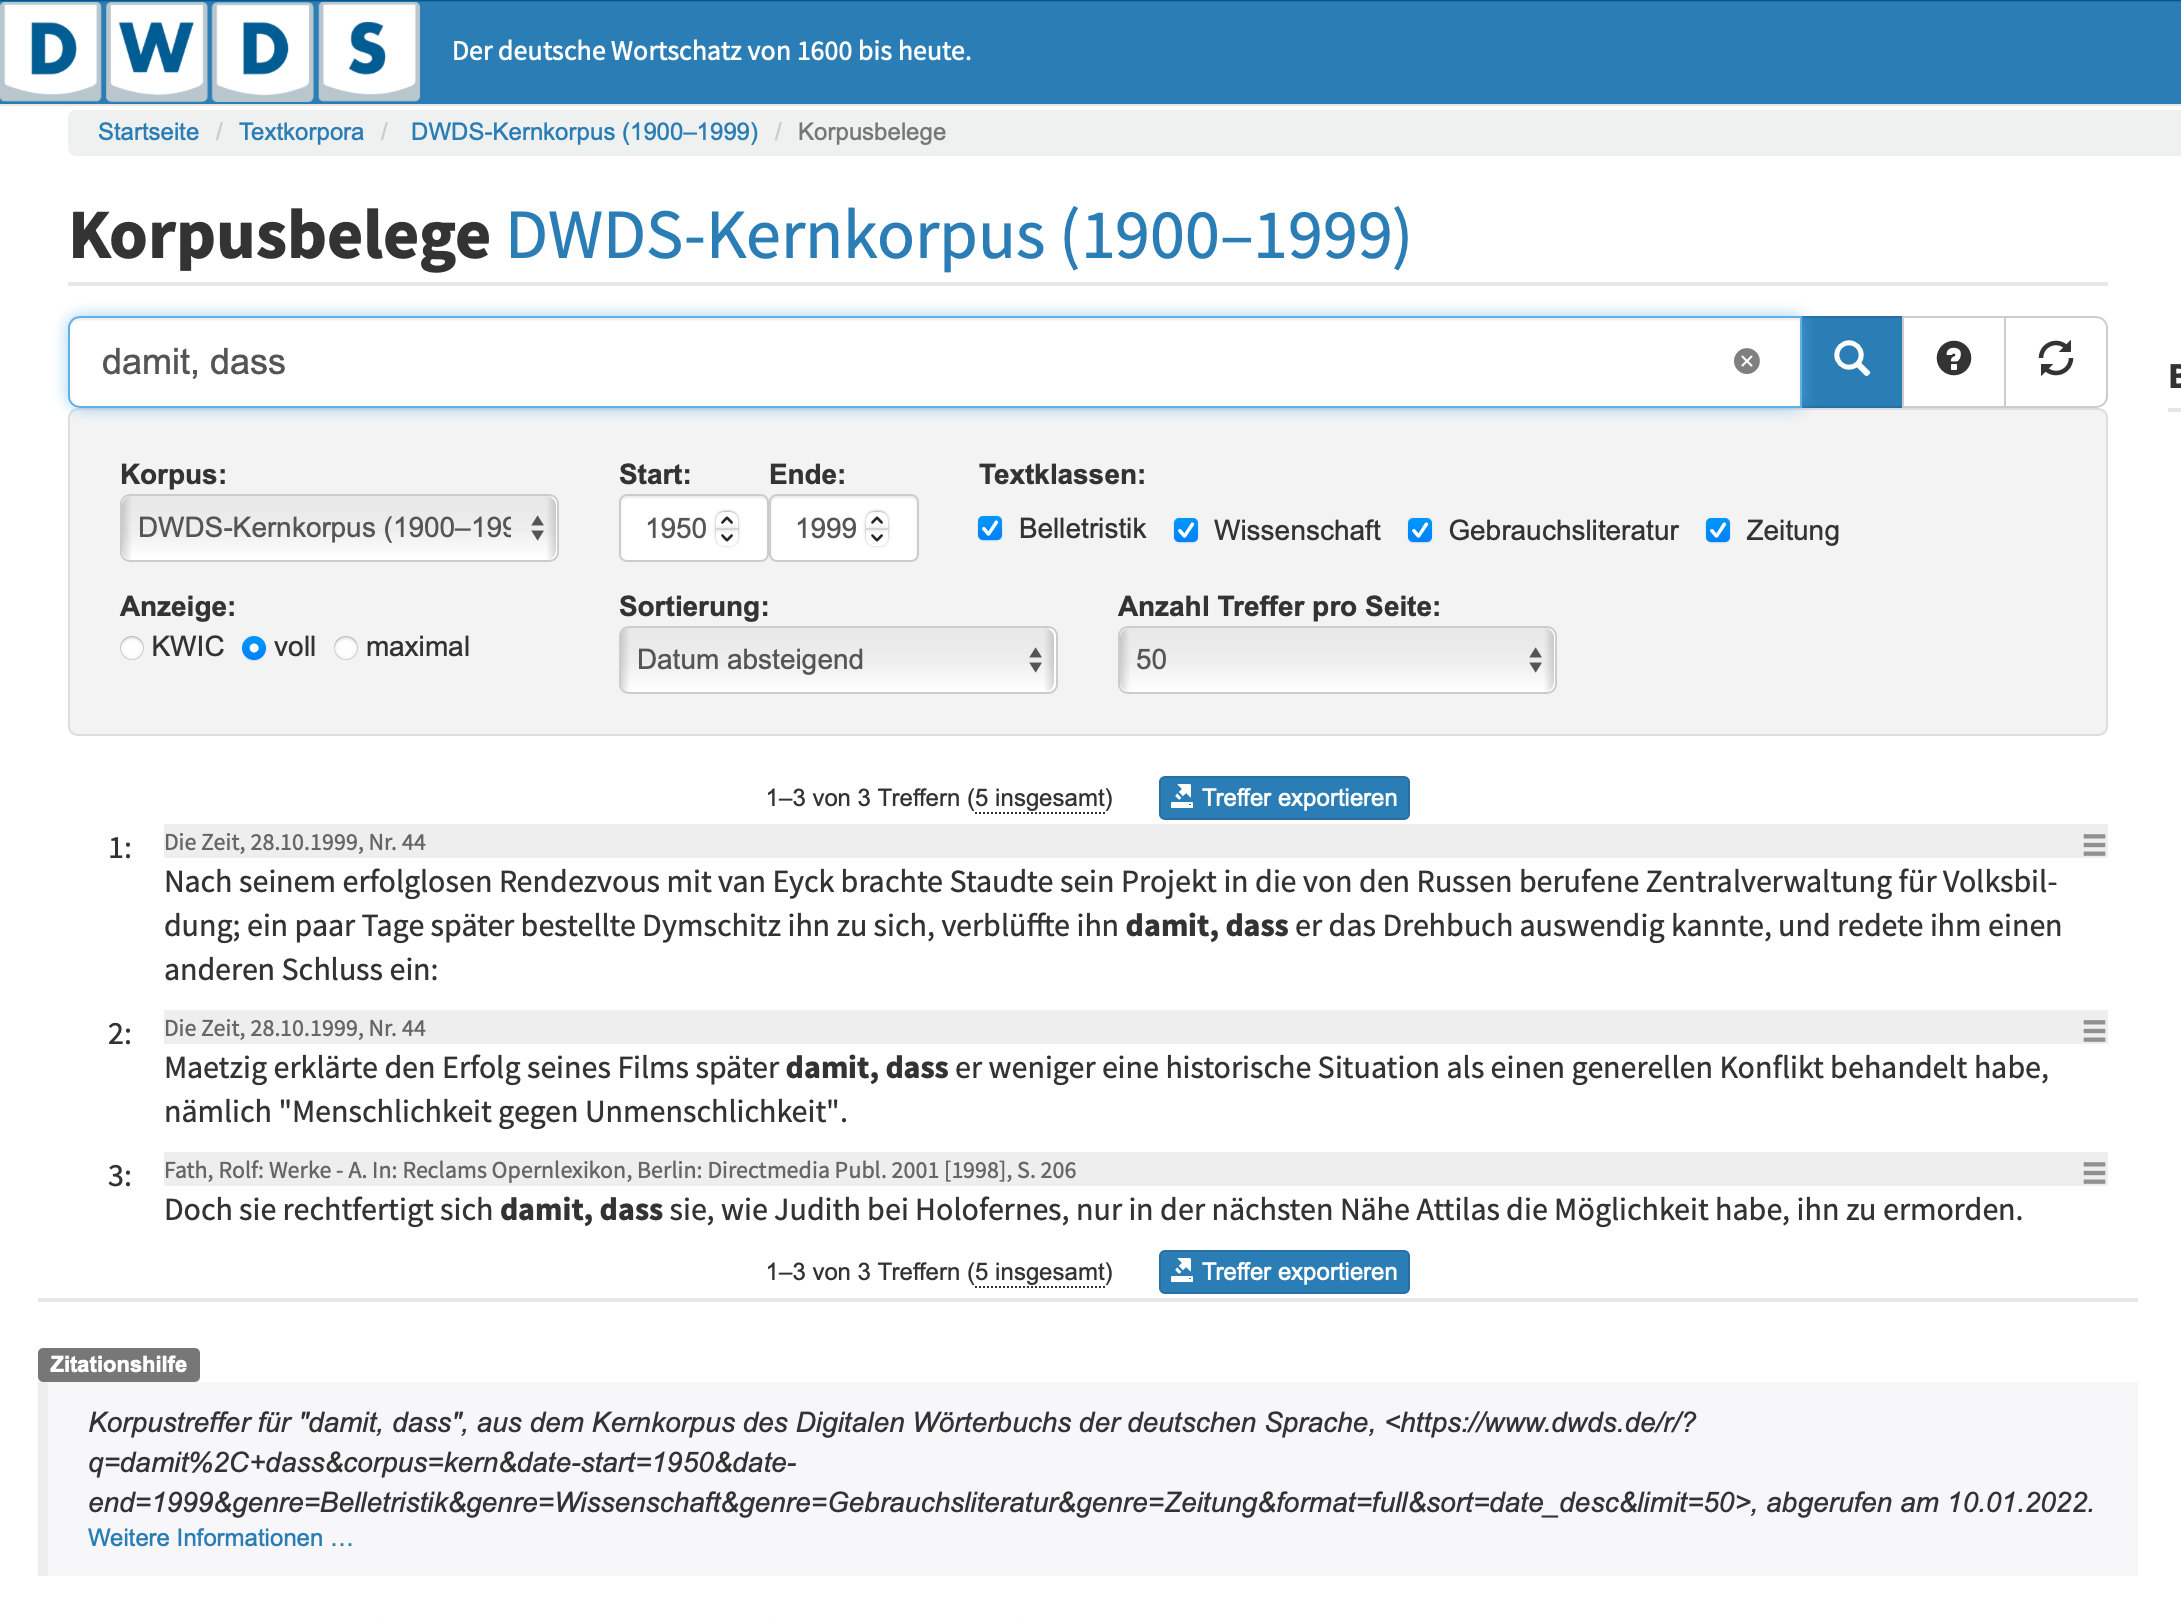 D W D S
Der deutsche Wortschatz von 1600 bis heute.
Startseite / Textkorpora / DWDS-Kernkorpus (1900–1999) / Korpusbelege
Korpusbelege DWDS-Kernkorpus (1900–1999)
damit, dass
Korpus:
Start:
Ende:
Textklassen:
DWDS-Kernkorpus (1900–199
1950
1999
Belletristik
Wissenschaft
Gebrauchsliteratur
Zeitung
Anzeige:
Sortierung:
Anzahl Treffer pro Seite:
KWIC
voll
maximal
Datum absteigend
50
1–3 von 3 Treffern (5 insgesamt)
Treffer exportieren
1:
Die Zeit, 28.10.1999, Nr. 44
Nach seinem erfolglosen Rendezvous mit van Eyck brachte Staudte sein Projekt in die von den Russen berufene Zentralverwaltung für Volksbil-
dung; ein paar Tage später bestellte Dymschitz ihn zu sich, verblüffte ihn damit, dass er das Drehbuch auswendig kannte, und redete ihm einen
anderen Schluss ein:
2:
Die Zeit, 28.10.1999, Nr. 44
Maetzig erklärte den Erfolg seines Films später damit, dass er weniger eine historische Situation als einen generellen Konflikt behandelt habe,
nämlich "Menschlichkeit gegen Unmenschlichkeit".
3:
Fath, Rolf: Werke - A. In: Reclams Opernlexikon, Berlin: Directmedia Publ. 2001 [1998], S. 206
Doch sie rechtfertigt sich damit, dass sie, wie Judith bei Holofernes, nur in der nächsten Nähe Attilas die Möglichkeit habe, ihn zu ermorden.
1–3 von 3 Treffern (5 insgesamt)
Treffer exportieren
Zitationshilfe
Korpustreffer für "damit, dass", aus dem Kernkorpus des Digitalen Wörterbuchs der deutschen Sprache, <https://www.dwds.de/r/?
q=damit%2C+dass&corpus=kern&date-start=1950&date-
end=1999&genre=Belletristik&genre=Wissenschaft&genre=Gebrauchsliteratur&genre=Zeitung&format=full&sort=date_desc&limit=50>, abgerufen am 10.01.2022.
Weitere Informationen …